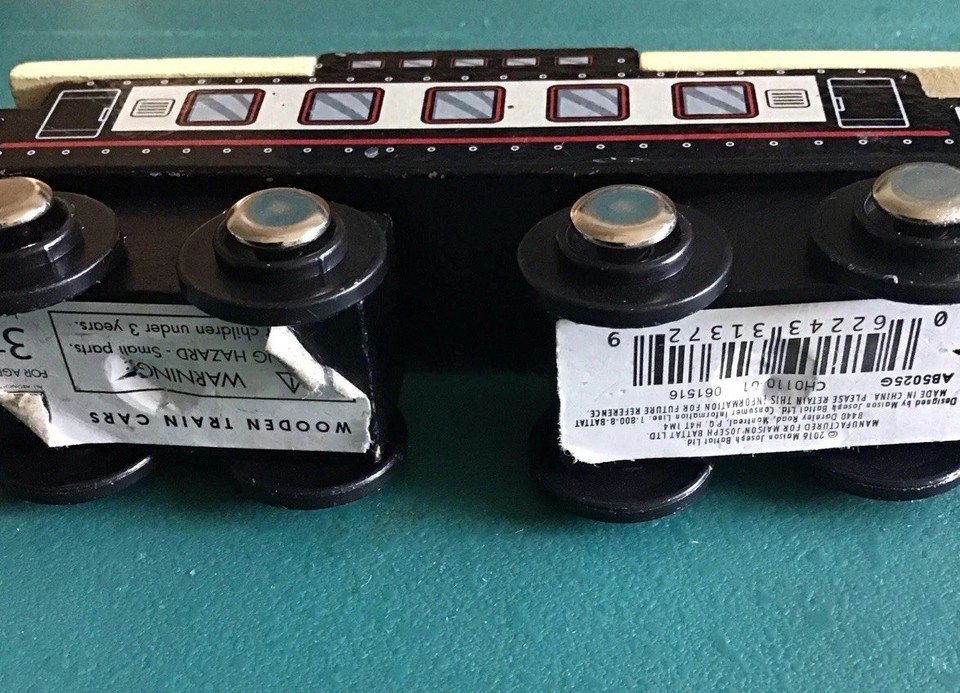 WOODEN TRAIN CARS
WARNING:
NG HAZARD - Small parts.
children under 3 years.
FOR AGE
3
© 2016 Maison Joseph Battat Ltd.
MANUFACTURED FOR MAISON JOSEPH BATTAT LTD
8440 Darnley Road, Montreal, P.Q. H4T 1M4
Designed by Maison Joseph Battat Ltd. Consumer Information Line: 1-800-8-BATTAT
MADE IN CHINA PLEASE RETAIN THIS INFORMATION FOR FUTURE REFERENCE.
AB5025G CH0110-01 061516
0 62243 31372 9